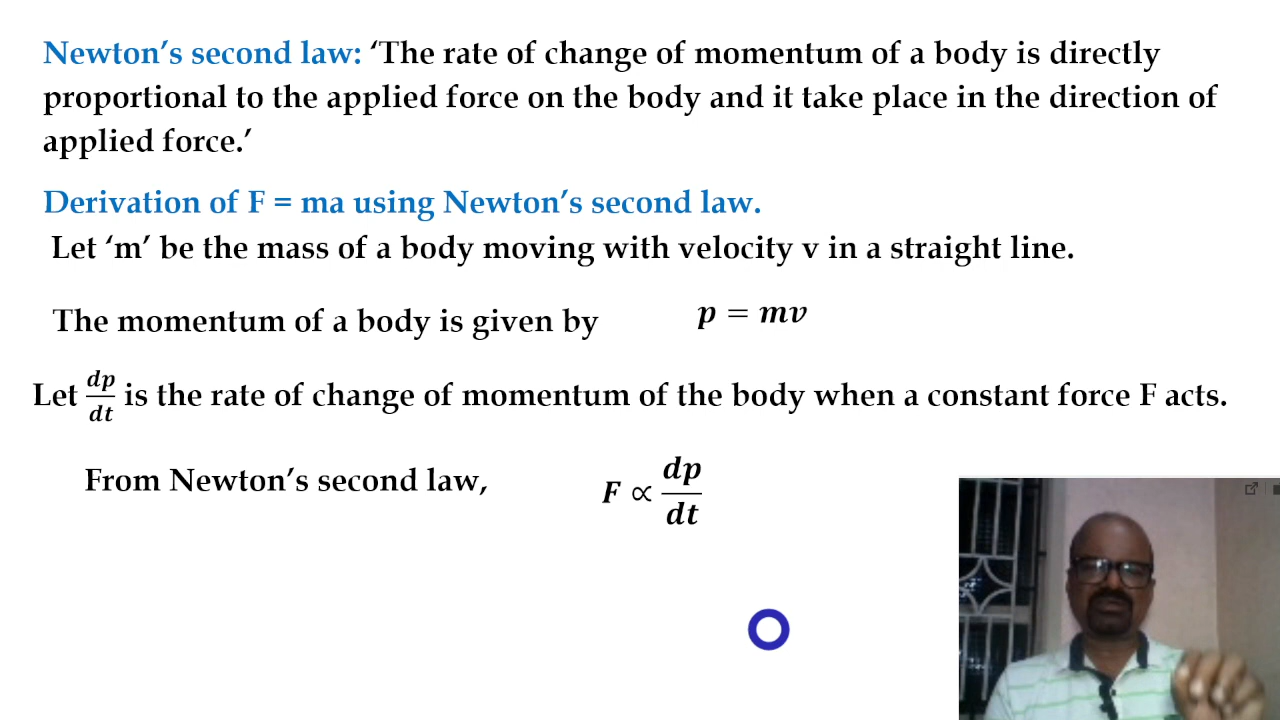 Newton’s second law: ‘The rate of change of momentum of a body is directly
proportional to the applied force on the body and it take place in the direction of
applied force.’
Derivation of F = ma using Newton’s second law.
Let ‘m’ be the mass of a body moving with velocity v in a straight line.
The momentum of a body is given by p = mv
Let dp/dt is the rate of change of momentum of the body when a constant force F acts.
From Newton’s second law, F ∝ dp/dt